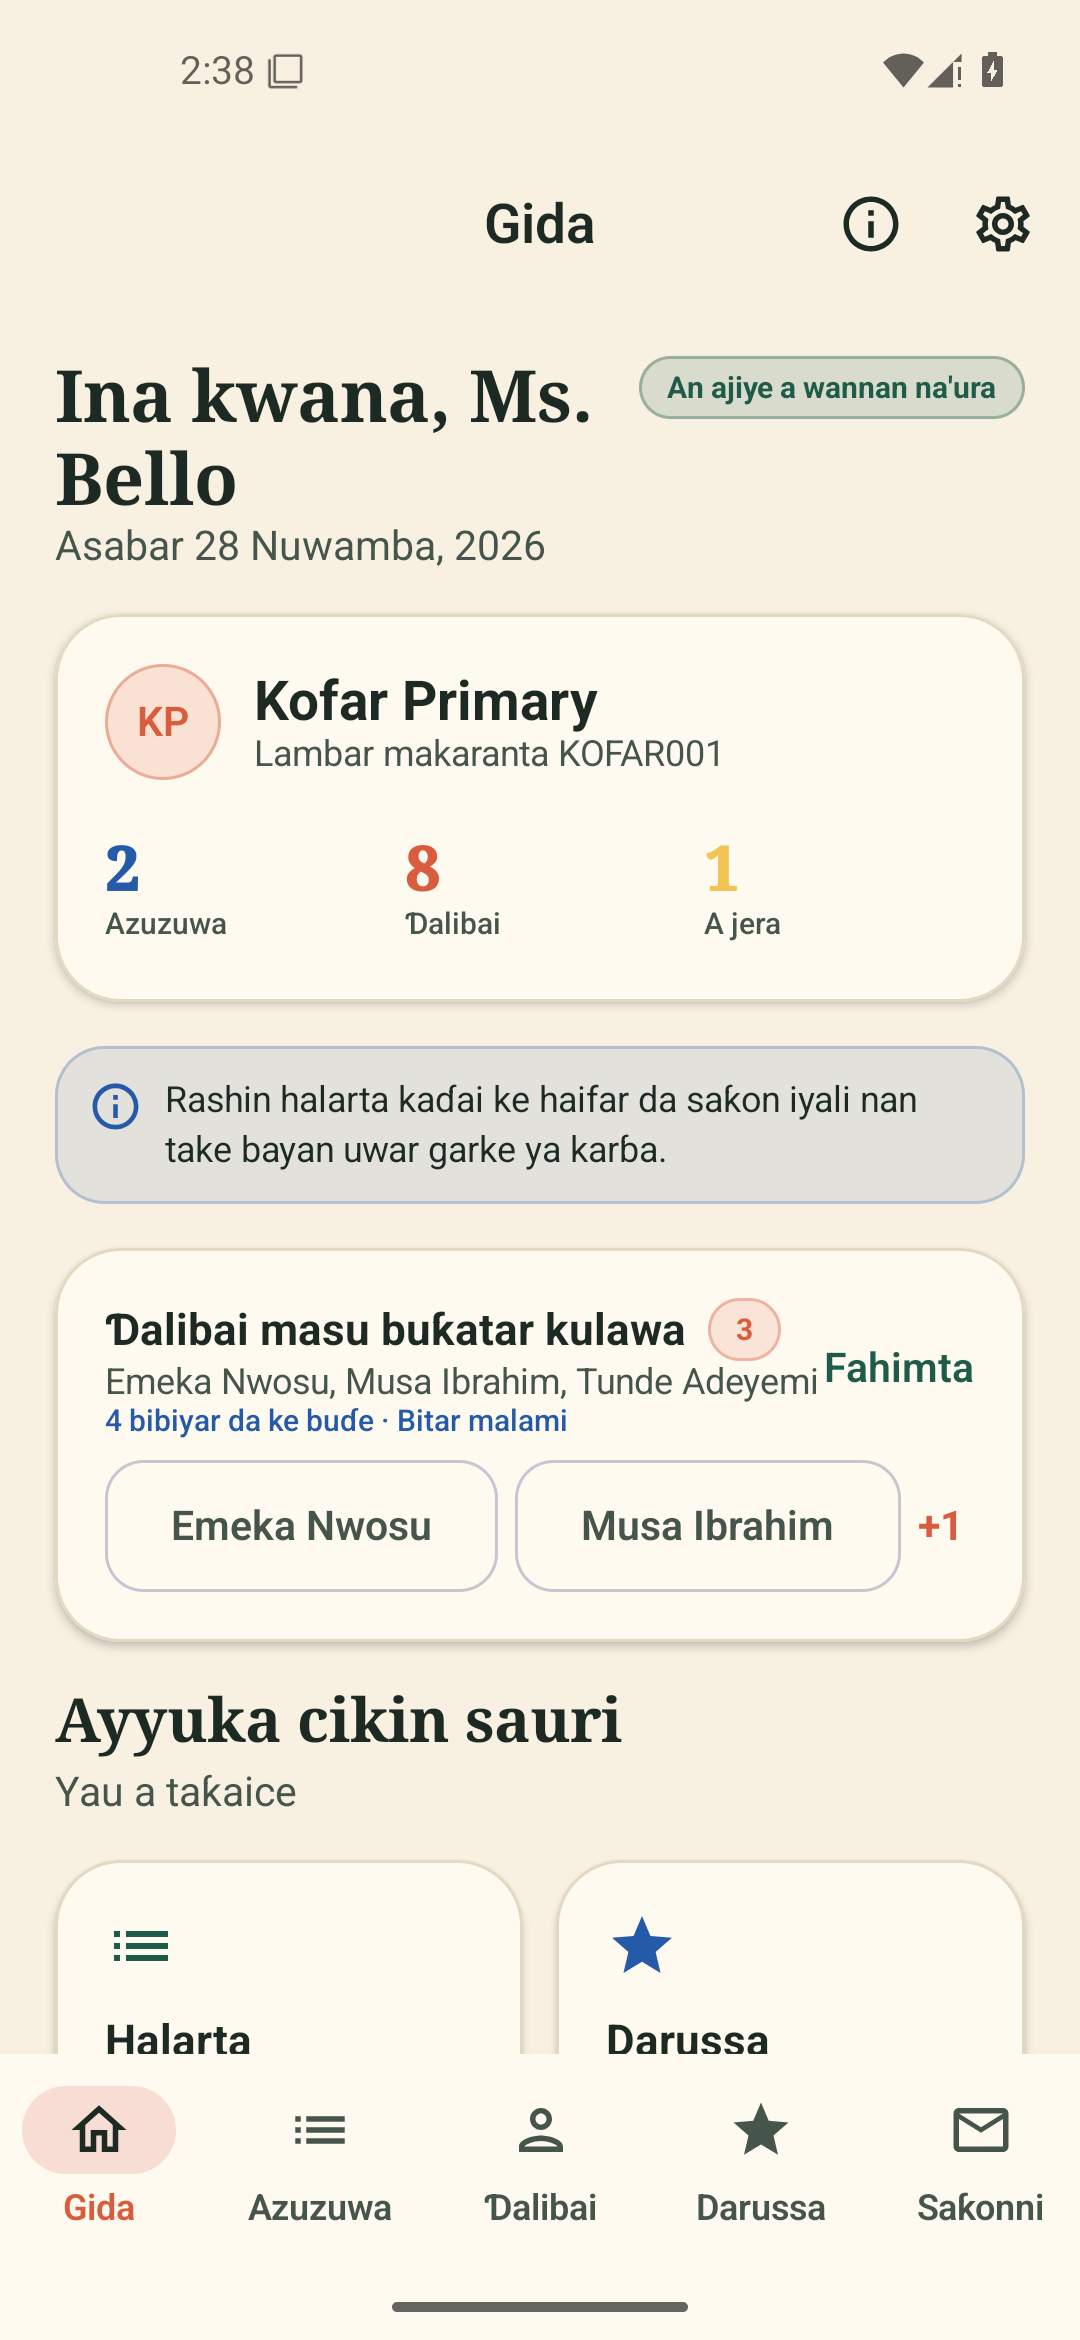 2:38
Gida
Ina kwana, Ms.
Bello
An ajiye a wannan na'ura
Asabar 28 Nuwamba, 2026
KP
Kofar Primary
Lambar makaranta KOFAR001
2
8
1
Azuzuwa
Ɗalibai
A jera
Rashin halarta kaɗai ke haifar da saƙon iyali nan
take bayan uwar garke ya karɓa.
Ɗalibai masu buƙatar kulawa
3
Emeka Nwosu, Musa Ibrahim, Tunde Adeyemi
Fahimta
4 bibiyar da ke buɗe · Bitar malami
Emeka Nwosu
Musa Ibrahim
+1
Ayyuka cikin sauri
Yau a taƙaice
Halarta
Darussa
Gida
Azuzuwa
Ɗalibai
Darussa
Saƙonni